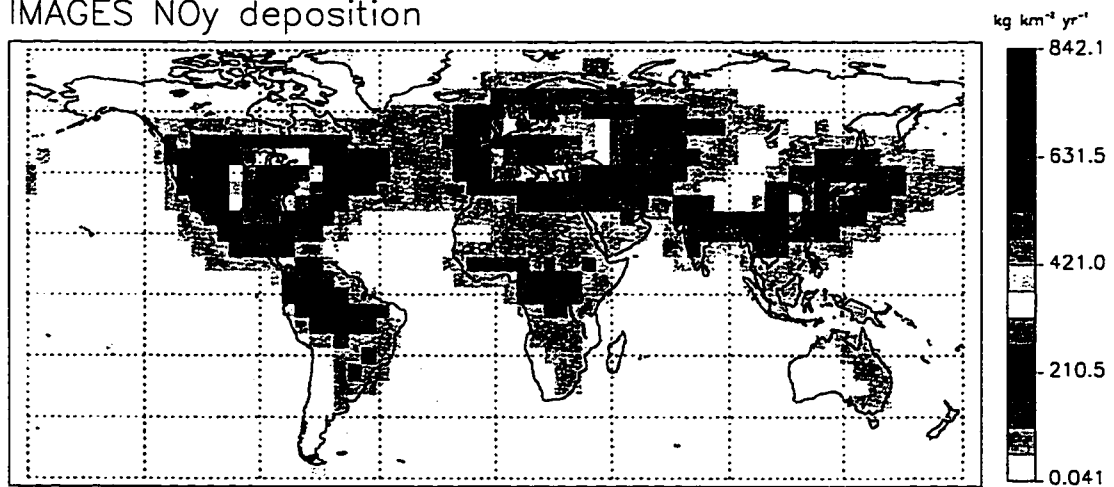 IMAGES NOy deposition
kg km⁻² yr⁻¹
842.1
631.5
421.0
210.5
0.041